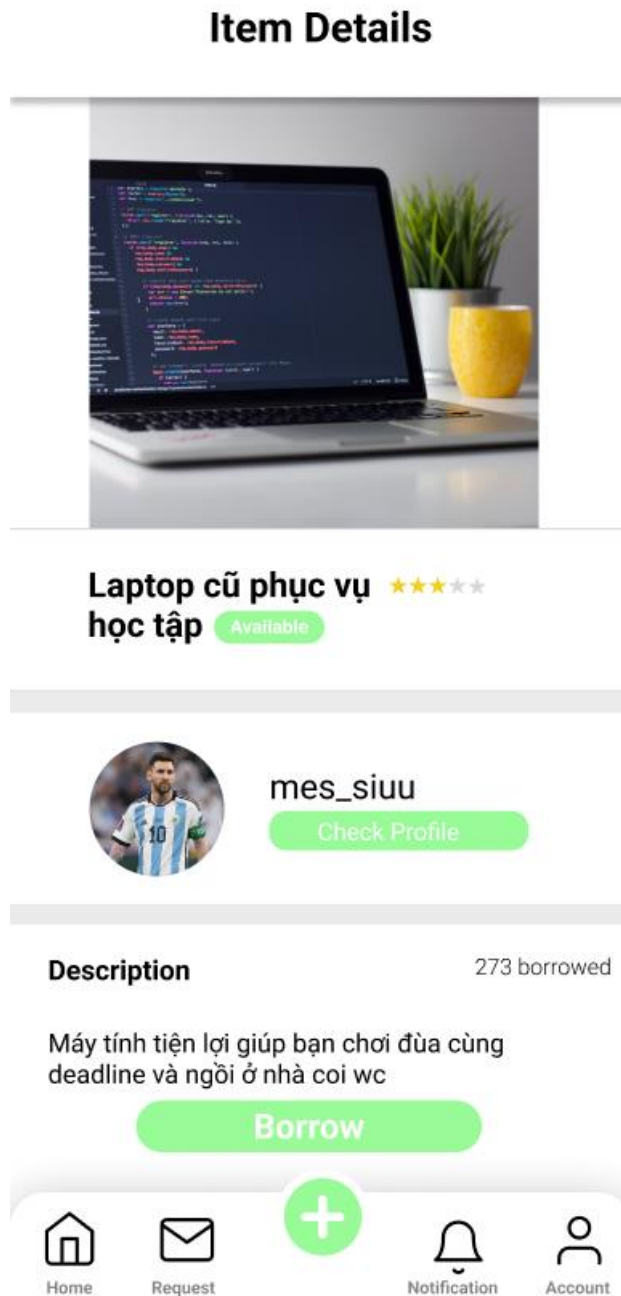 Item Details
Laptop cũ phục vụ
học tập Available
mes_siuu
Check Profile
Description
273 borrowed
Máy tính tiện lợi giúp bạn chơi đùa cùng
deadline và ngồi ở nhà coi wc
Borrow
Home
Request
Notification
Account